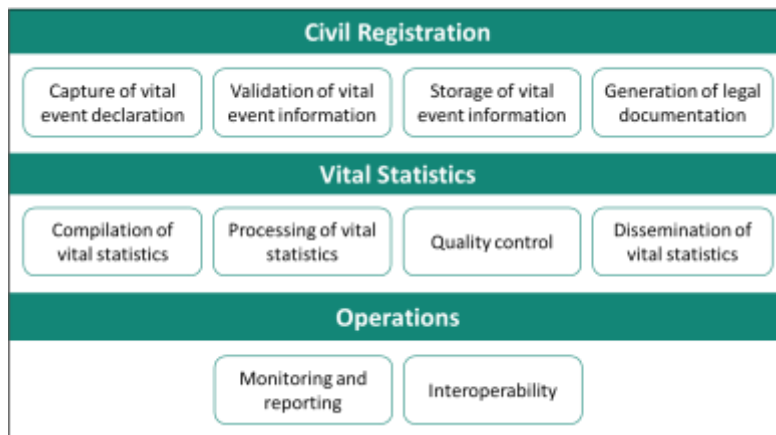 Civil Registration
Capture of vital
event declaration
Validation of vital
event information
Storage of vital
event information
Generation of legal
documentation
Vital Statistics
Compilation of
vital statistics
Processing of vital
statistics
Quality control
Dissemination of
vital statistics
Operations
Monitoring and
reporting
Interoperability